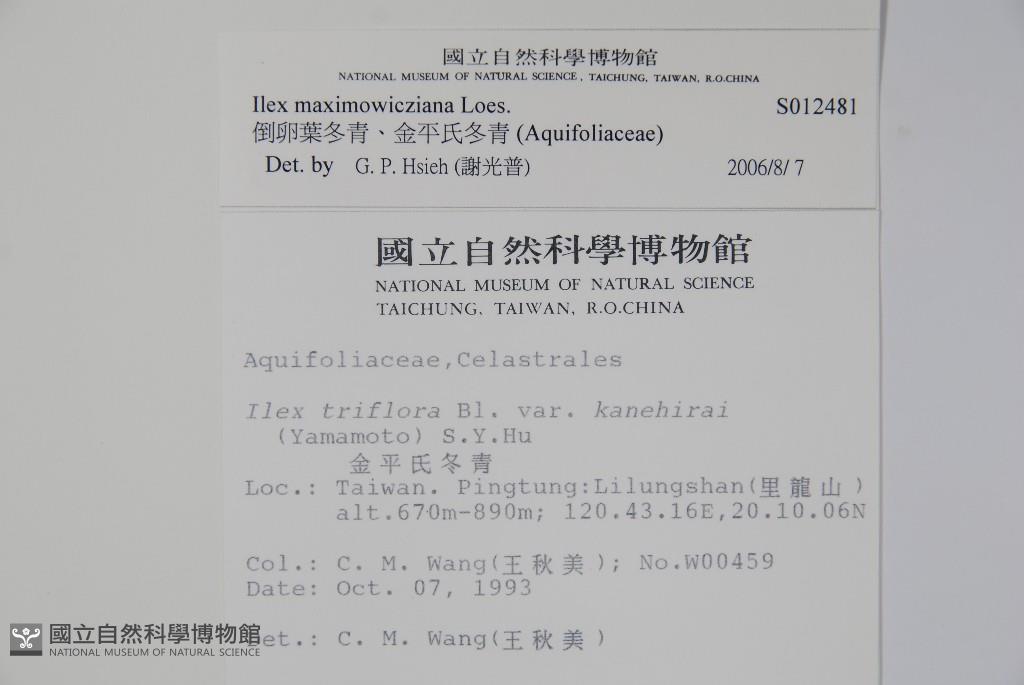 國立自然科學博物館
NATIONAL MUSEUM OF NATURAL SCIENCE, TAICHUNG, TAIWAN, R.O.CHINA
Ilex maximowicziana Loes. S012481
倒卵葉冬青、金平氏冬青 (Aquifoliaceae)
Det. by G. P. Hsieh (謝光普) 2006/8/ 7
國立自然科學博物館
NATIONAL MUSEUM OF NATURAL SCIENCE
TAICHUNG, TAIWAN, R.O.CHINA
Aquifoliaceae,Celastrales
Ilex triflora Bl. var. kanehirai
(Yamamoto) S.Y.Hu
金平氏冬青
Loc.: Taiwan. Pingtung:Lilungshan(里龍山)
alt.670m-890m; 120.43.16E,20.10.06N
Col.: C. M. Wang(王秋美); No.W00459
Date: Oct. 07, 1993
Det.: C. M. Wang(王秋美)
國立自然科學博物館
NATIONAL MUSEUM OF NATURAL SCIENCE